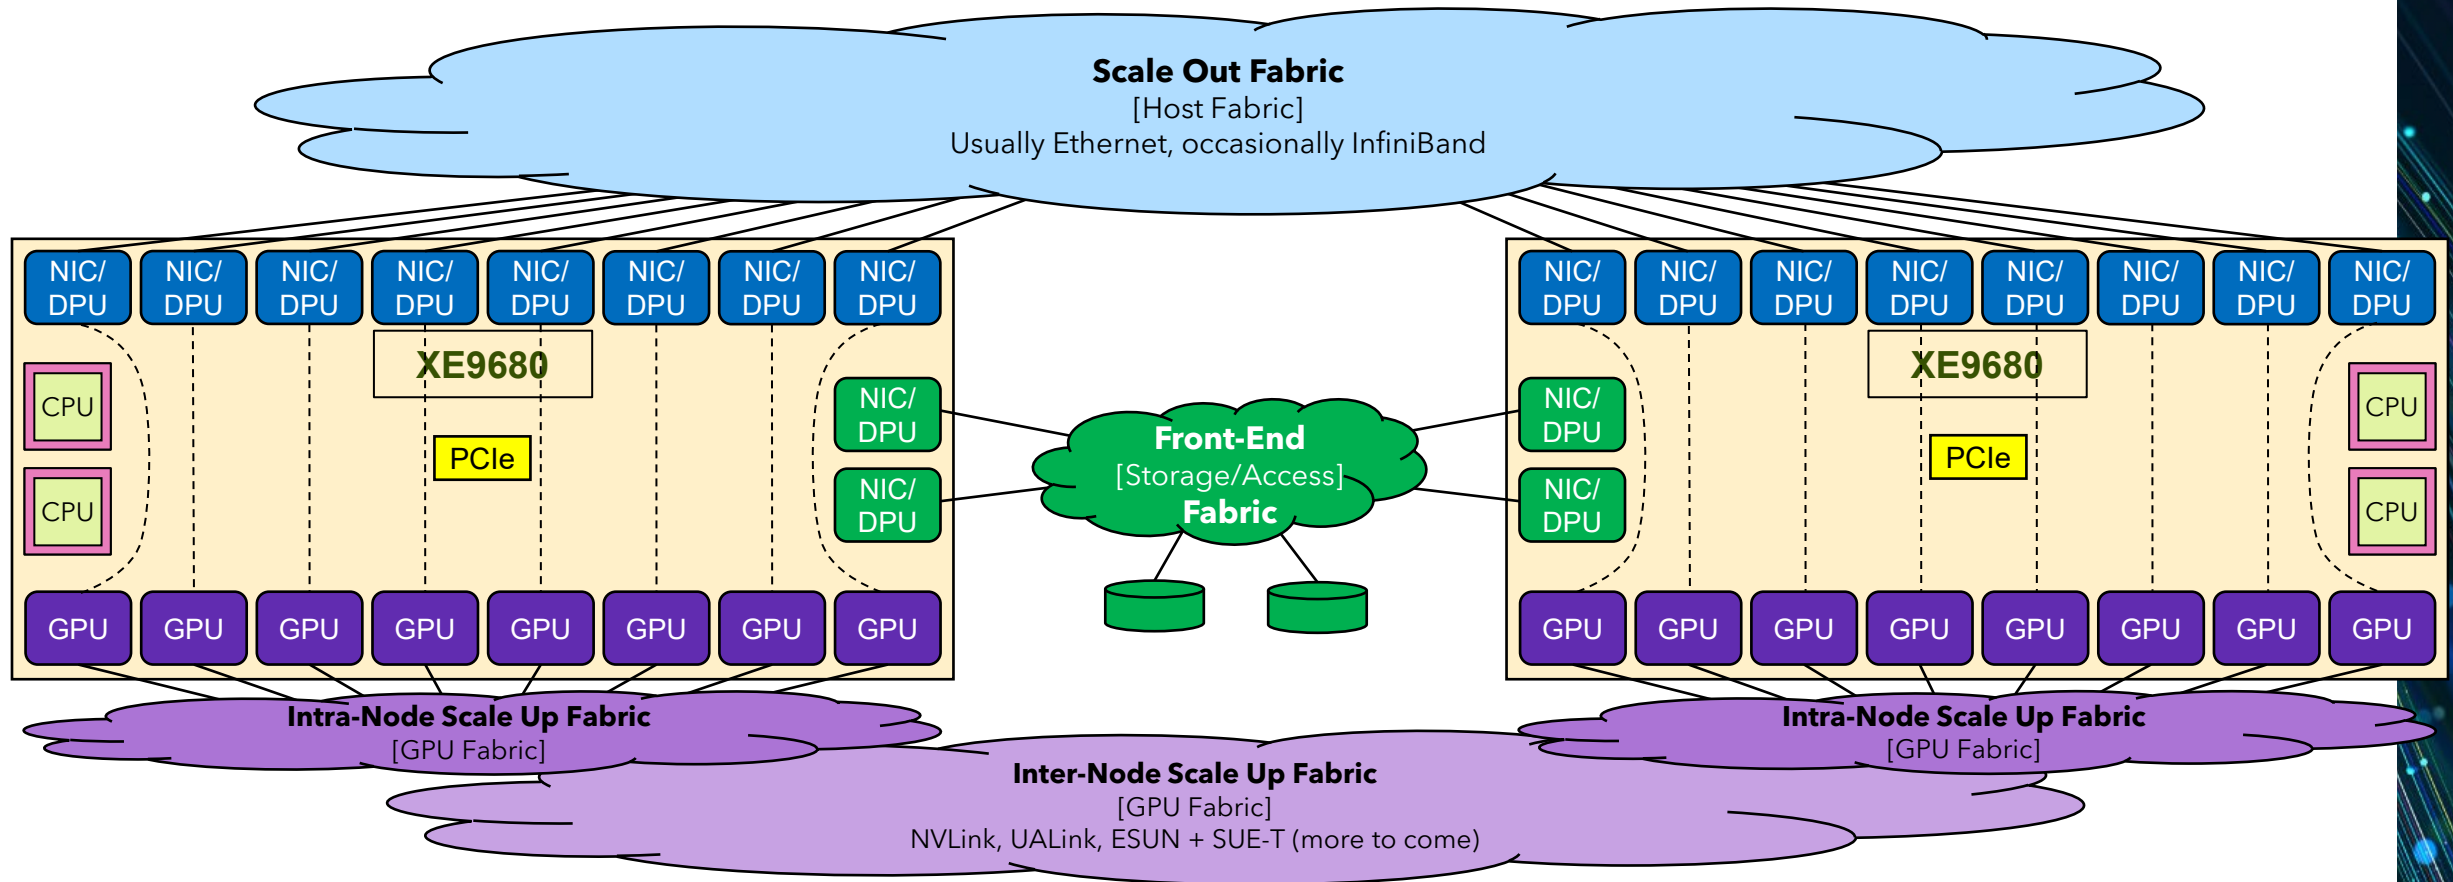 Scale Out Fabric
[Host Fabric]
Usually Ethernet, occasionally InfiniBand
NIC/
DPU
NIC/
DPU
NIC/
DPU
NIC/
DPU
NIC/
DPU
NIC/
DPU
NIC/
DPU
NIC/
DPU
XE9680
CPU
CPU
PCIe
NIC/
DPU
NIC/
DPU
GPU
GPU
GPU
GPU
GPU
GPU
GPU
GPU
Intra-Node Scale Up Fabric
[GPU Fabric]
Front-End
[Storage/Access]
Fabric
NIC/
DPU
NIC/
DPU
NIC/
DPU
NIC/
DPU
NIC/
DPU
NIC/
DPU
NIC/
DPU
NIC/
DPU
XE9680
NIC/
DPU
NIC/
DPU
PCIe
CPU
CPU
GPU
GPU
GPU
GPU
GPU
GPU
GPU
GPU
Intra-Node Scale Up Fabric
[GPU Fabric]
Inter-Node Scale Up Fabric
[GPU Fabric]
NVLink, UALink, ESUN + SUE-T (more to come)